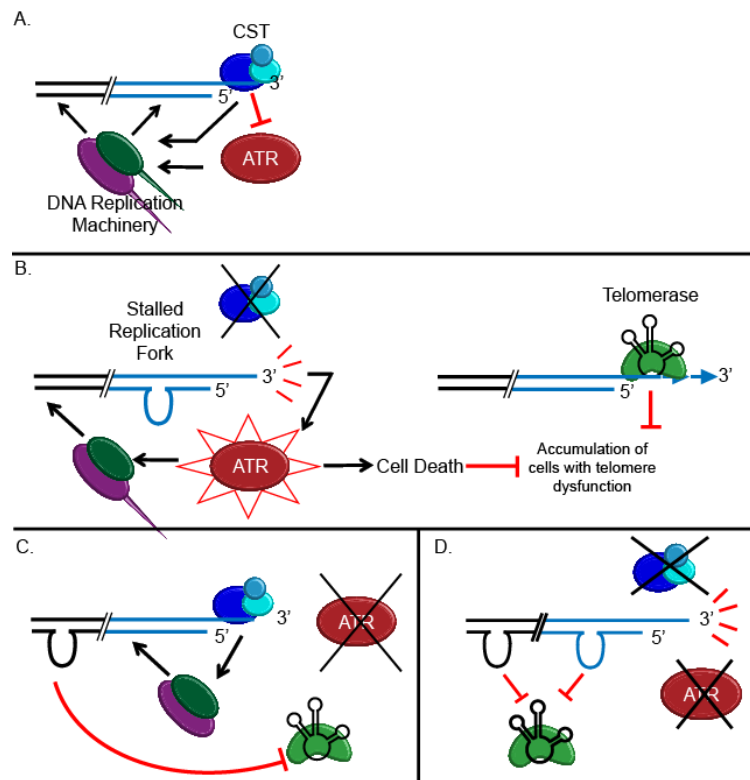 A.
CST
3’
5’
ATR
DNA Replication
Machinery
B.
Stalled
Replication
Fork
3’
5’
ATR
Cell Death
Telomerase
3’
5’
Accumulation of
cells with telomere
dysfunction
C.
3’
5’
ATR
D.
3’
5’
ATR